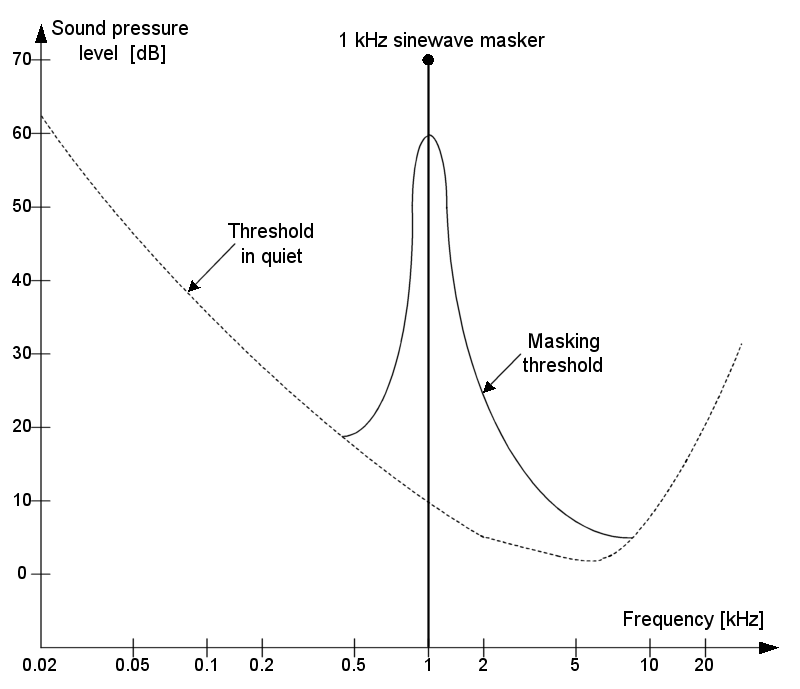 Sound pressure
level [dB]
1 kHz sinewave masker
70
60
50
40
30
20
10
0
Threshold
in quiet
Masking
threshold
Frequency [kHz]
0.02 0.05 0.1 0.2 0.5 1 2 5 10 20